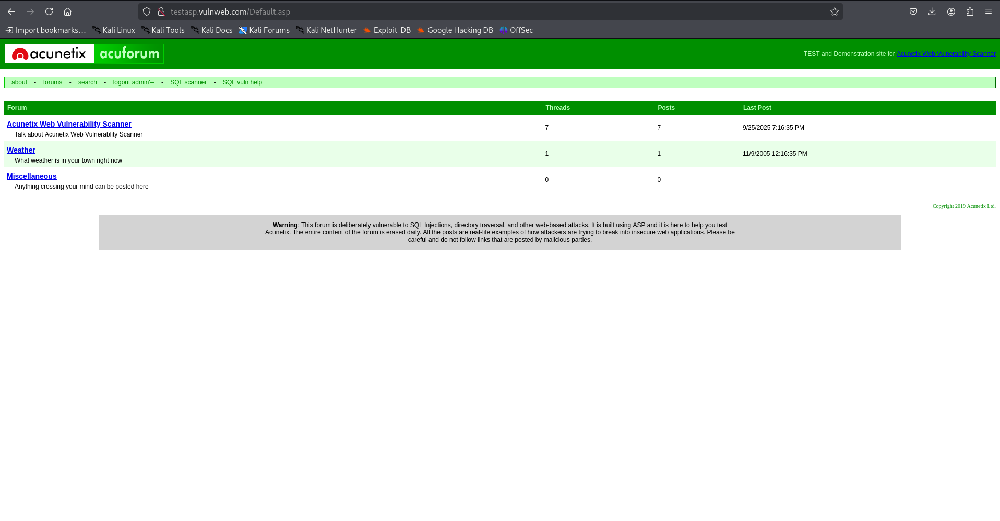 testasp.vulnweb.com/Default.asp
Import bookmarks... Kali Linux Kali Tools Kali Docs Kali Forums Kali NetHunter Exploit-DB Google Hacking DB OffSec
acunetix acuforum TEST and Demonstration site for Acunetix Web Vulnerability Scanner
about - forums - search - logout admin'-- - SQL scanner - SQL vuln help
Forum Threads Posts Last Post
Acunetix Web Vulnerability Scanner
Talk about Acunetix Web Vulnerablity Scanner
7 7 9/25/2025 7:16:35 PM
Weather
What weather is in your town right now
1 1 11/9/2005 12:16:35 PM
Miscellaneous
Anything crossing your mind can be posted here
0 0
Copyright 2019 Acunetix Ltd.
Warning: This forum is deliberately vulnerable to SQL Injections, directory traversal, and other web-based attacks. It is built using ASP and it is here to help you test
Acunetix. The entire content of the forum is erased daily. All the posts are real-life examples of how attackers are trying to break into insecure web applications. Please be
careful and do not follow links that are posted by malicious parties.